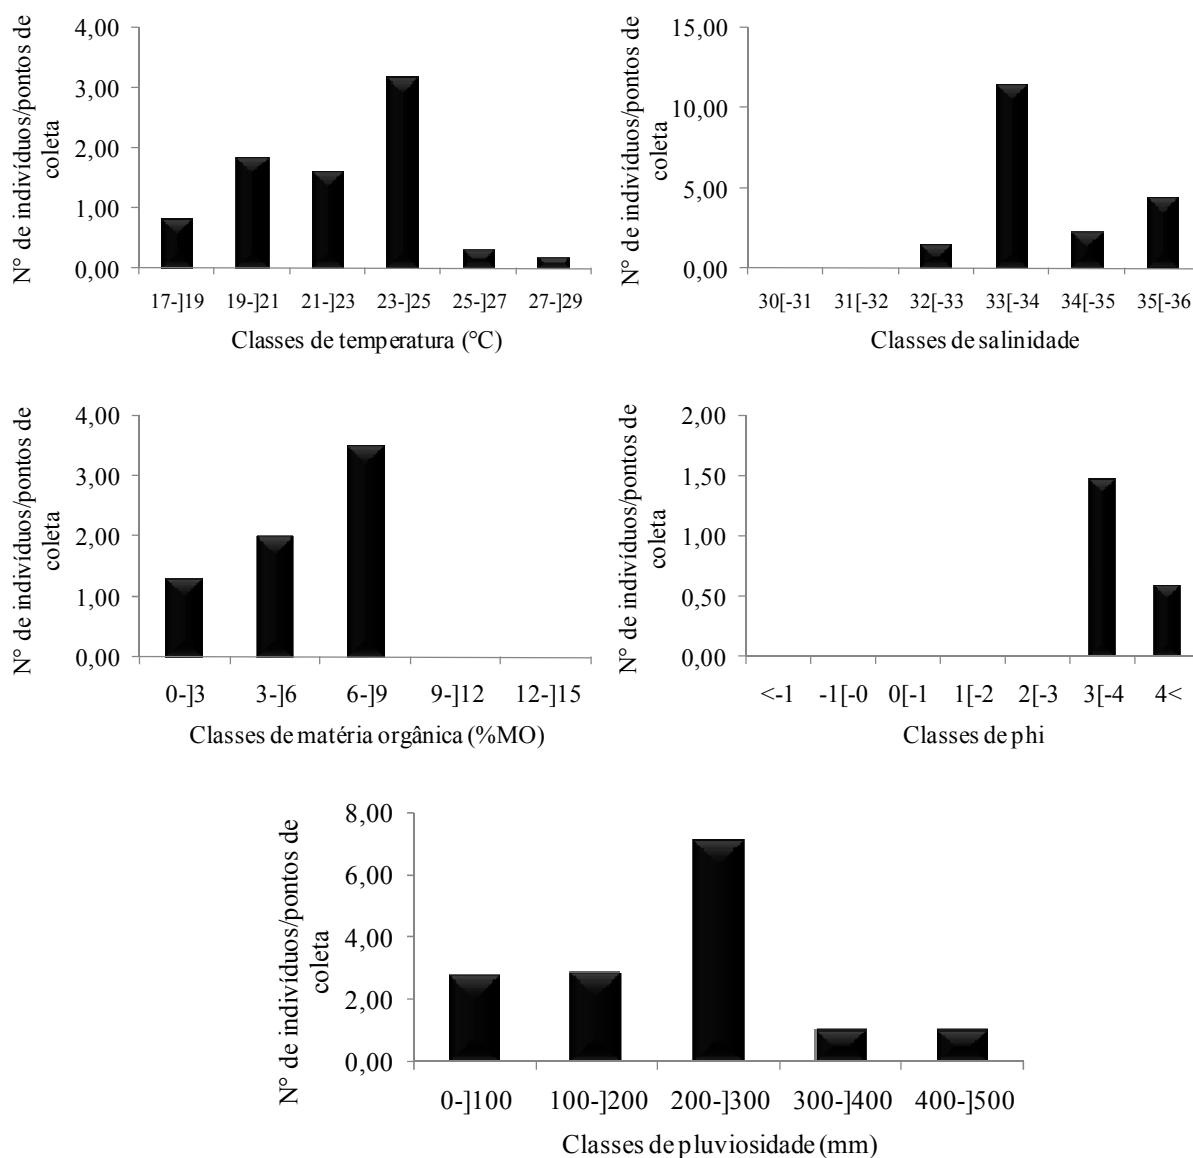 N° de indivíduos/pontos de
coleta
4,00
3,00
2,00
1,00
0,00
17-]19 19-]21 21-]23 23-]25 25-]27 27-]29
Classes de temperatura (°C)
N° de indivíduos/pontos de
coleta
15,00
10,00
5,00
0,00
30[-31 31[-32 32[-33 33[-34 34[-35 35[-36
Classes de salinidade
N° de indivíduos/pontos de
coleta
4,00
3,00
2,00
1,00
0,00
0-]3 3-]6 6-]9 9-]12 12-]15
Classes de matéria orgânica (%MO)
N° de indivíduos/pontos de
coleta
2,00
1,50
1,00
0,50
0,00
<-1 -1[-0 0[-1 1[-2 2[-3 3[-4 4<
Classes de phi
N° de indivíduos/pontos de
coleta
8,00
6,00
4,00
2,00
0,00
0-]100 100-]200 200-]300 300-]400 400-]500
Classes de pluviosidade (mm)